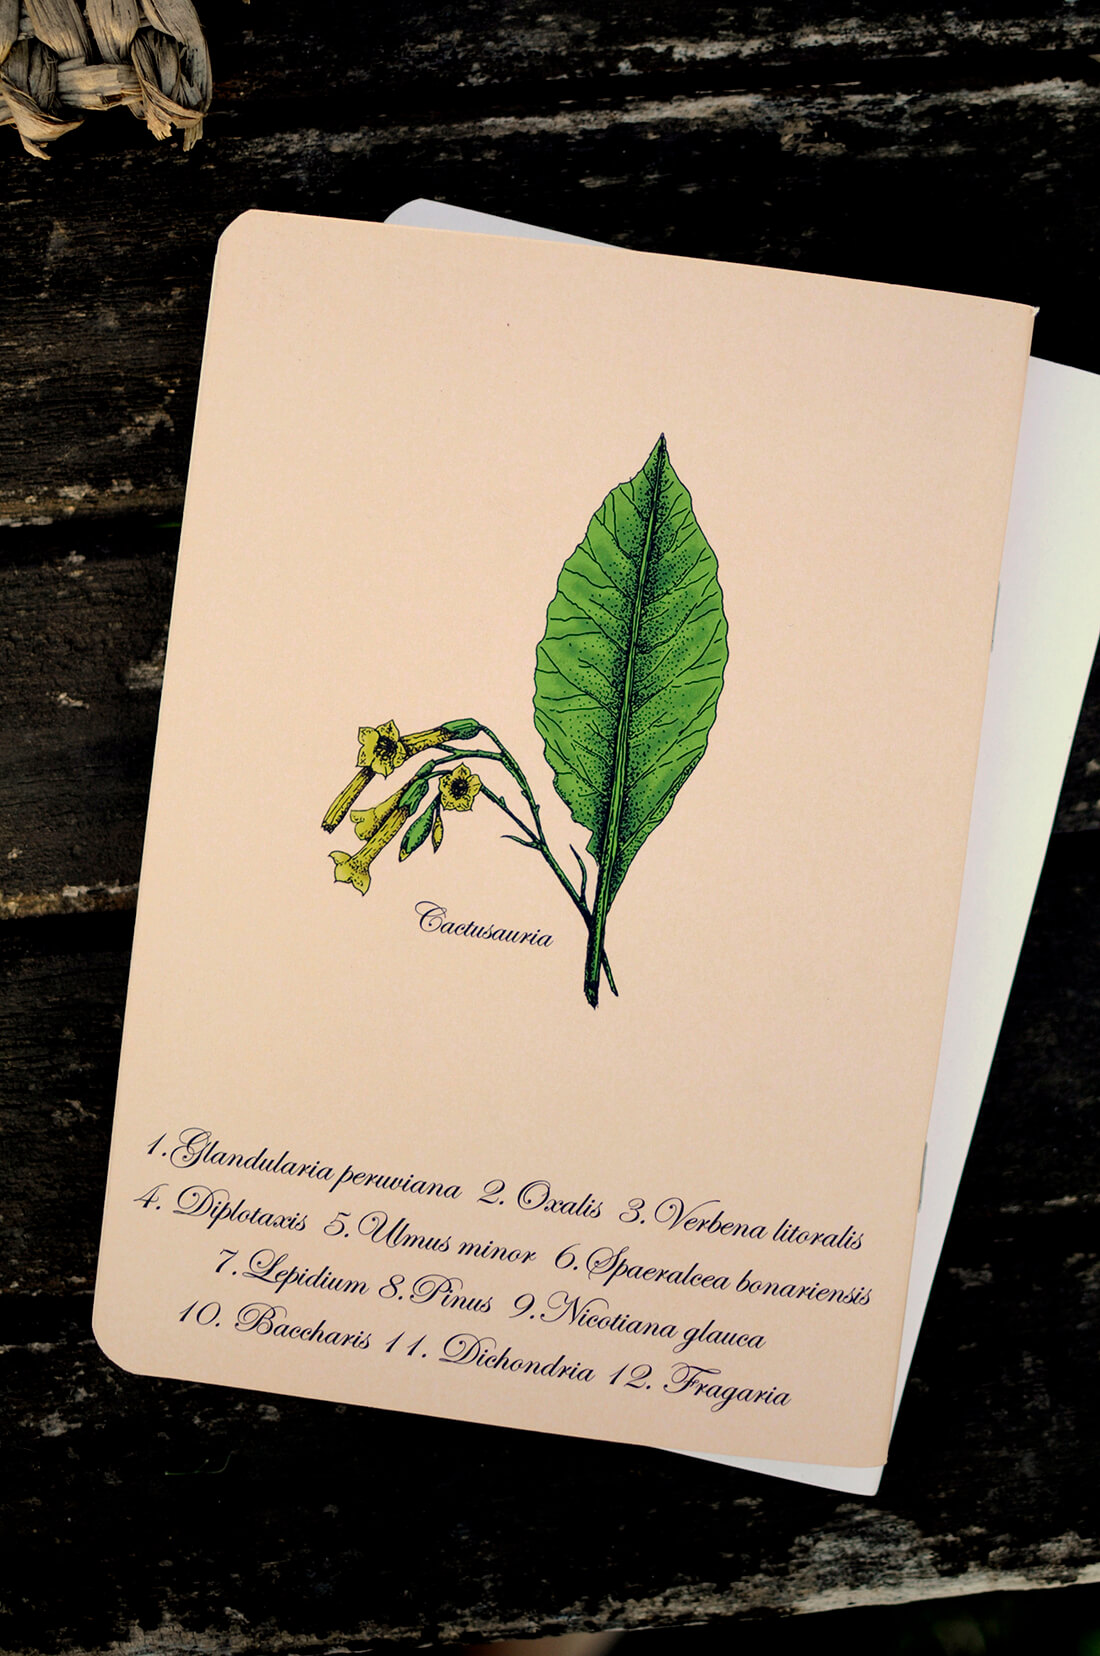 Cactusauria
1. Glandularia peruviana 2. Oxalis 3. Verbena litoralis
4. Diplotaxis 5. Ulmus minor 6. Spaeralcea bonariensis
7. Lepidium 8. Pinus 9. Nicotiana glauca
10. Baccharis 11. Dichondria 12. Fragaria